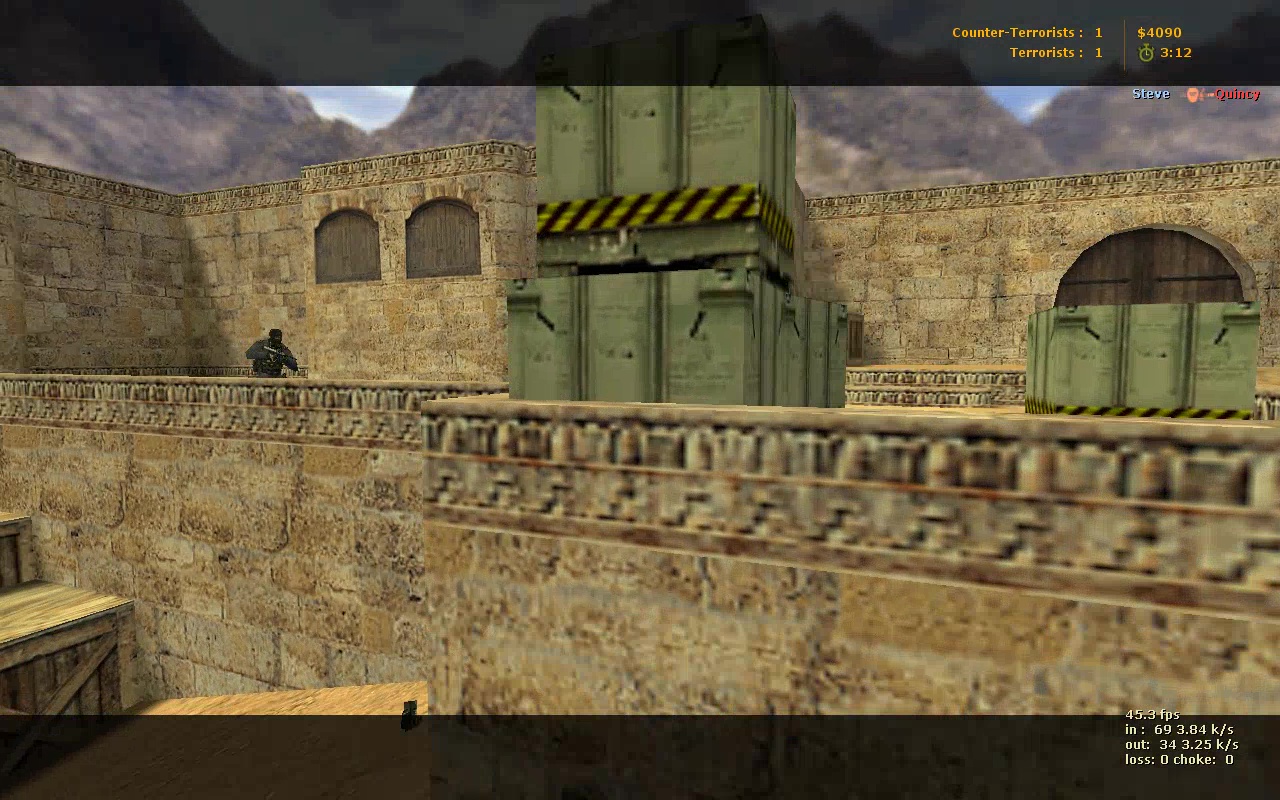 Counter-Terrorists : 1 $4090
Terrorists : 1 3:12
Steve Quincy
45.3 fps
in : 69 3.84 k/s
out: 34 3.25 k/s
loss: 0 choke: 0